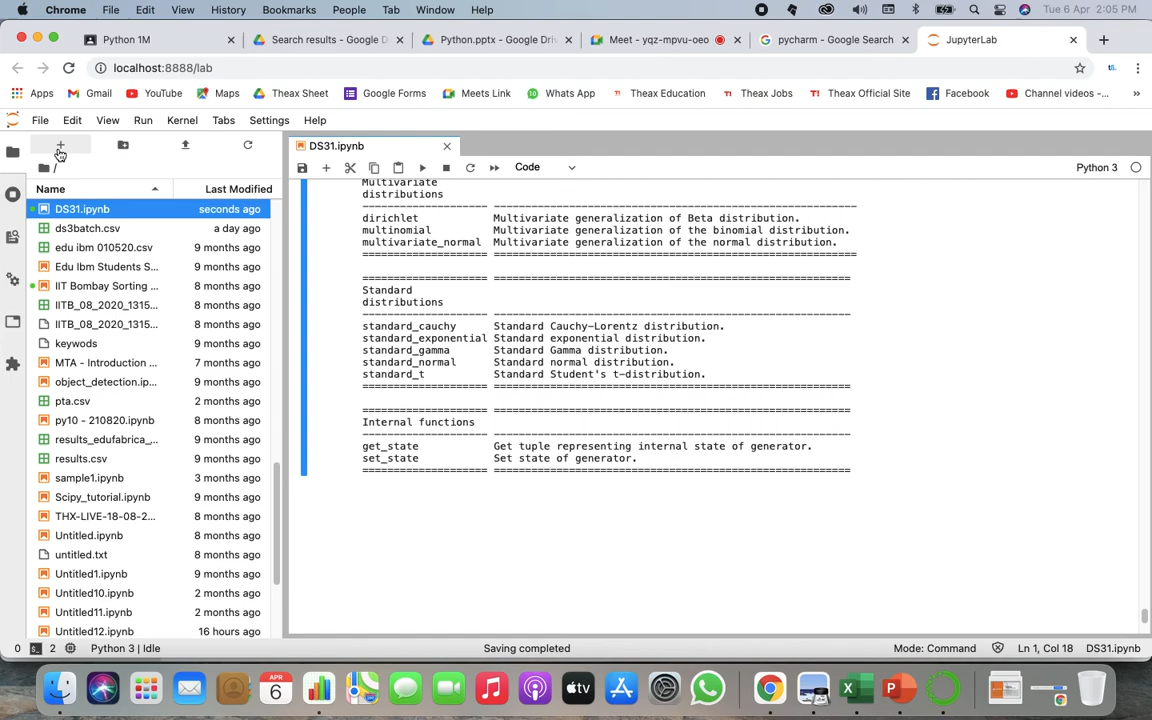 Chrome File Edit View History Bookmarks People Tab Window Help Tue 6 Apr 2:05 PM
Python 1M Search results - Google D Python.pptx - Google Driv Meet - yqz-mpvu-oeo pycharm - Google Search JupyterLab
localhost:8888/lab
Apps Gmail YouTube Maps Theax Sheet Google Forms Meets Link Whats App Theax Education Theax Jobs Theax Official Site Facebook Channel videos -...
File Edit View Run Kernel Tabs Settings Help
DS31.ipynb
Code Python 3
/
Name Last Modified
DS31.ipynb seconds ago
ds3batch.csv a day ago
edu ibm 010520.csv 9 months ago
Edu Ibm Students S... 9 months ago
IIT Bombay Sorting ... 8 months ago
IITB_08_2020_1315... 8 months ago
IITB_08_2020_1315... 8 months ago
keywods 9 months ago
MTA - Introduction ... 7 months ago
object_detection.ip... 9 months ago
pta.csv 2 months ago
py10 - 210820.ipynb 8 months ago
results_edufabrica_... 9 months ago
results.csv 9 months ago
sample1.ipynb 3 months ago
Scipy_tutorial.ipynb 9 months ago
THX-LIVE-18-08-2... 8 months ago
Untitled.ipynb 8 months ago
untitled.txt 8 months ago
Untitled1.ipynb 9 months ago
Untitled10.ipynb 2 months ago
Untitled11.ipynb 2 months ago
Untitled12.ipynb 16 hours ago
Multivariate
distributions
dirichlet Multivariate generalization of Beta distribution.
multinomial Multivariate generalization of the binomial distribution.
multivariate_normal Multivariate generalization of the normal distribution.
Standard
distributions
standard_cauchy Standard Cauchy-Lorentz distribution.
standard_exponential Standard exponential distribution.
standard_gamma Standard Gamma distribution.
standard_normal Standard normal distribution.
standard_t Standard Student's t-distribution.
Internal functions
get_state Get tuple representing internal state of generator.
set_state Set state of generator.
0 2 Python 3 | Idle Saving completed Mode: Command Ln 1, Col 18 DS31.ipynb
APR
6
tv